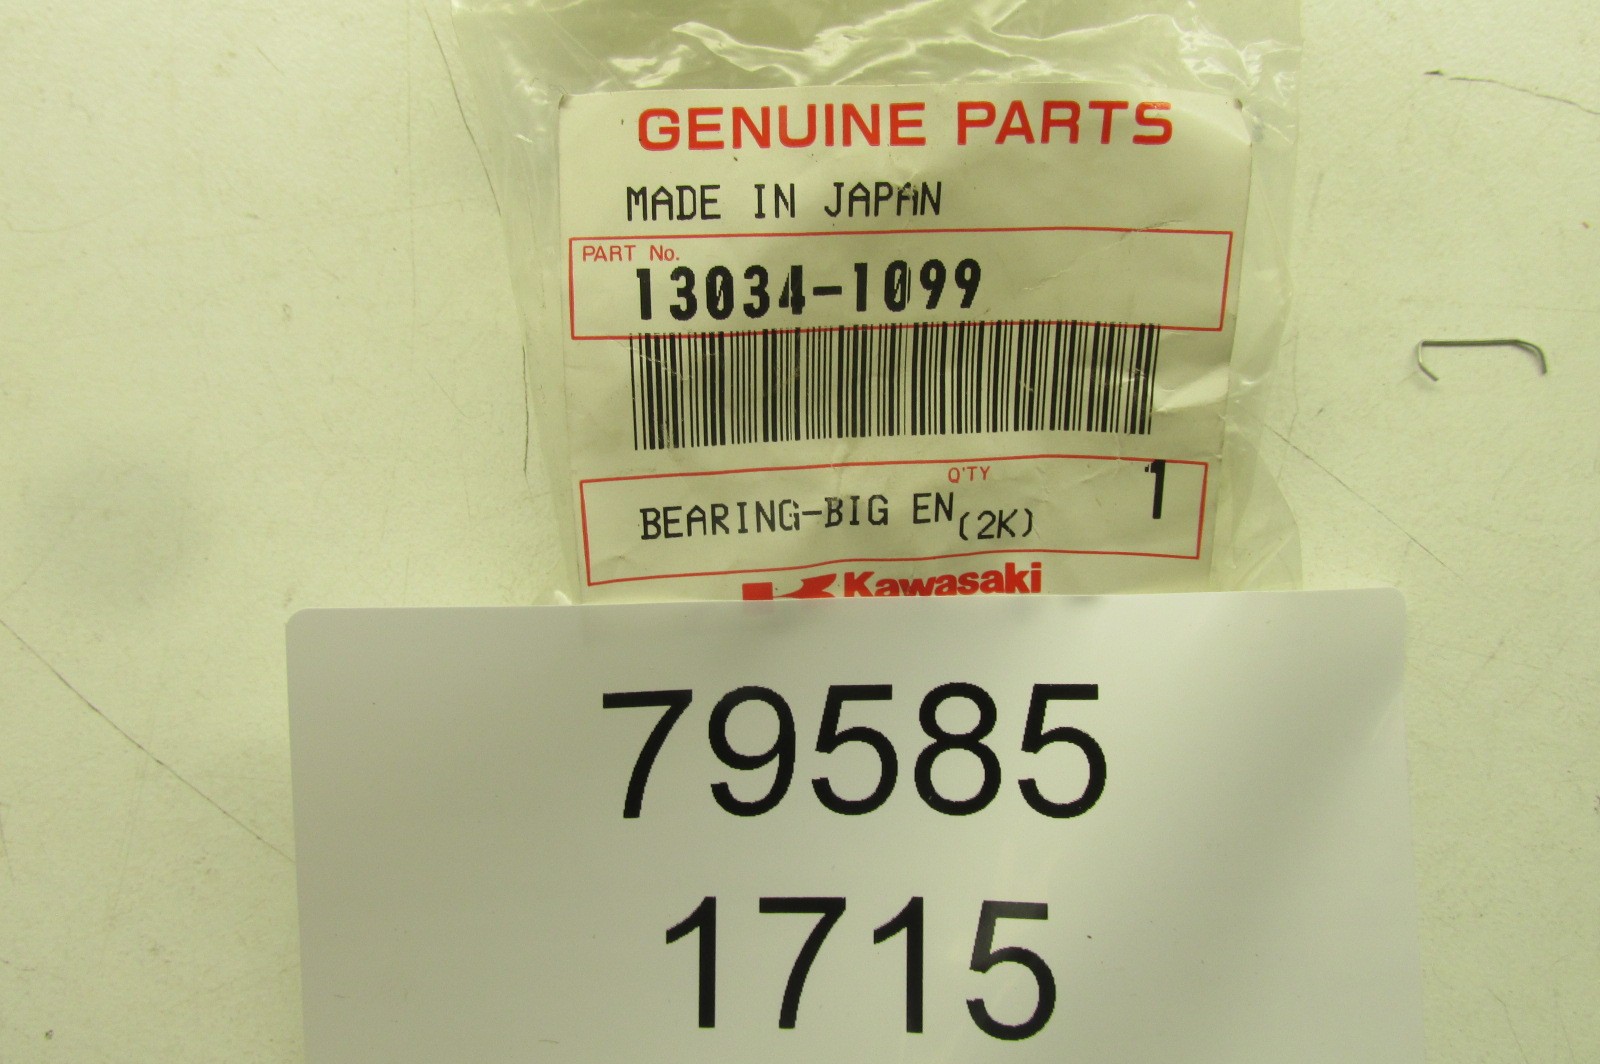 GENUINE PARTS
MADE IN JAPAN
PART No.
13034-1099
Q'TY
BEARING-BIG EN(2K) 1
Kawasaki
79585
1715